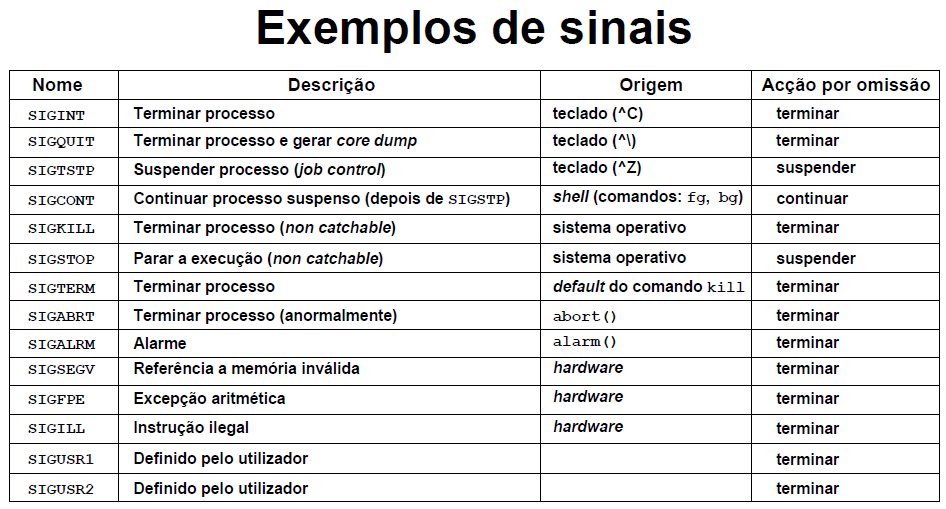 Exemplos de sinais
Nome Descrição Origem Acção por omissão
SIGINT Terminar processo teclado (^C) terminar
SIGQUIT Terminar processo e gerar core dump teclado (^\) terminar
SIGTSTP Suspender processo (job control) teclado (^Z) suspender
SIGCONT Continuar processo suspenso (depois de SIGSTP) shell (comandos: fg, bg) continuar
SIGKILL Terminar processo (non catchable) sistema operativo terminar
SIGSTOP Parar a execução (non catchable) sistema operativo suspender
SIGTERM Terminar processo default do comando kill terminar
SIGABRT Terminar processo (anormalmente) abort() terminar
SIGALRM Alarme alarm() terminar
SIGSEGV Referência a memória inválida hardware terminar
SIGFPE Excepção aritmética hardware terminar
SIGILL Instrução ilegal hardware terminar
SIGUSR1 Definido pelo utilizador terminar
SIGUSR2 Definido pelo utilizador terminar